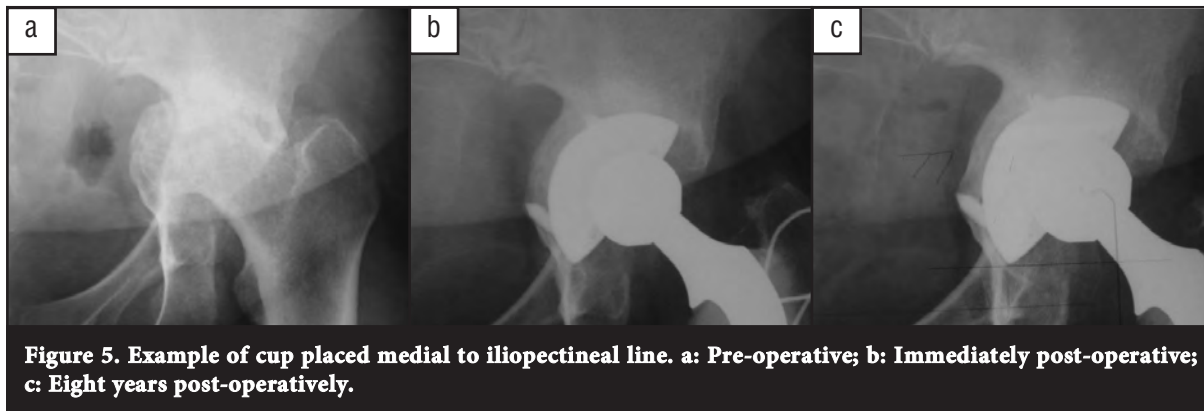 a b c
Figure 5. Example of cup placed medial to iliopectineal line. a: Pre-operative; b: Immediately post-operative;
c: Eight years post-operatively.